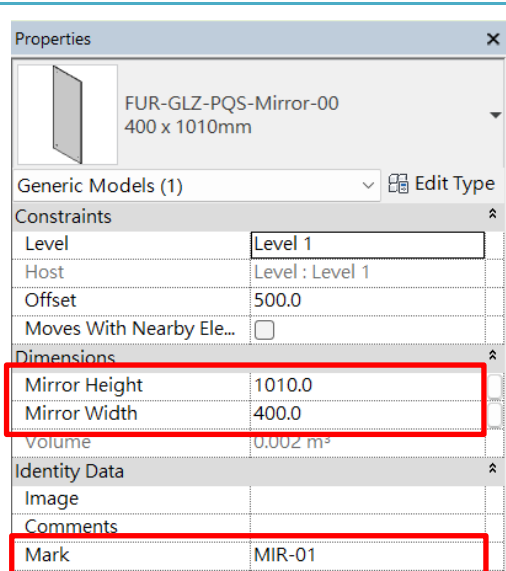 Properties
FUR-GLZ-PQS-Mirror-00
400 x 1010mm
Generic Models (1) Edit Type
Constraints
Level Level 1
Host Level : Level 1
Offset 500.0
Moves With Nearby Ele...
Dimensions
Mirror Height 1010.0
Mirror Width 400.0
Volume 0.002 m³
Identity Data
Image
Comments
Mark MIR-01